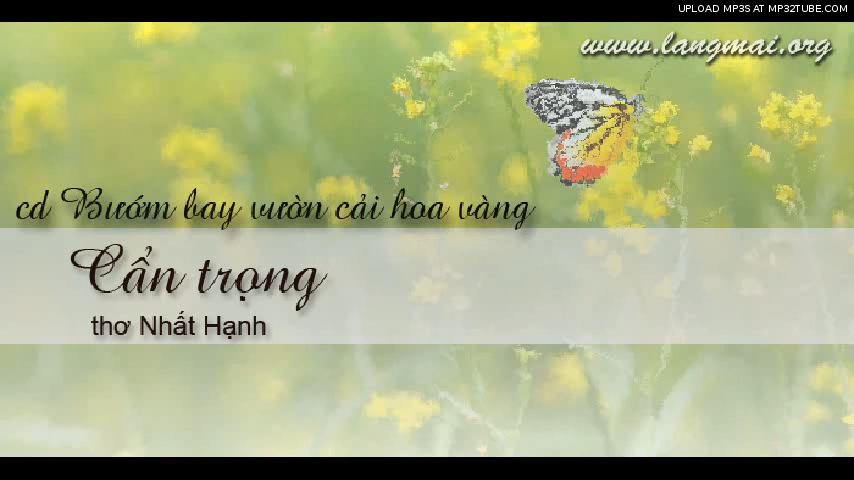 UPLOAD MP3S AT MP32TUBE.COM
www.langmai.org
cd Bướm bay vườn cải hoa vàng
Cẩn trọng
thơ Nhất Hạnh